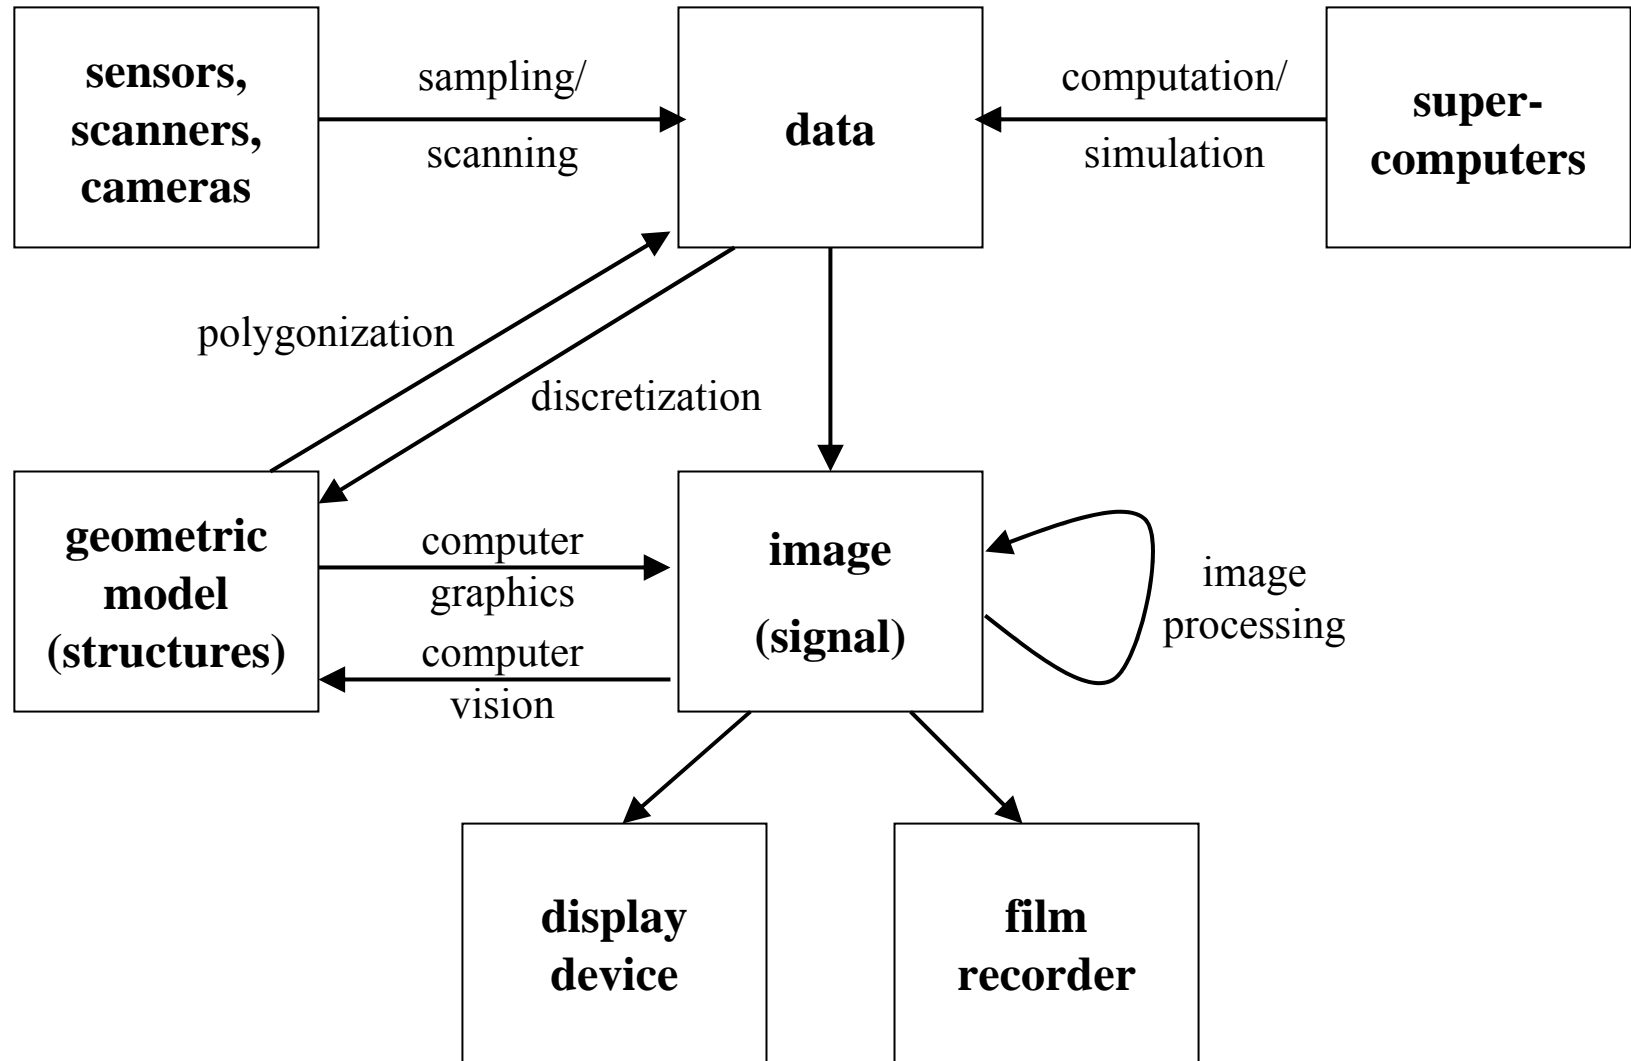 sensors,
scanners,
cameras
sampling/
scanning
data
computation/
simulation
super-
computers
polygonization
discretization
geometric
model
(structures)
computer
graphics
computer
vision
image
(signal)
image
processing
display
device
film
recorder